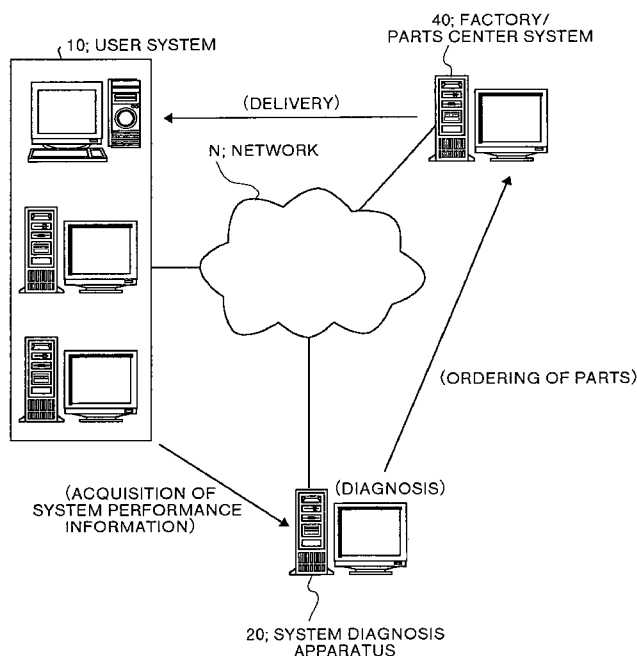 10; USER SYSTEM
40; FACTORY/
PARTS CENTER SYSTEM
(DELIVERY)
N; NETWORK
(ORDERING OF PARTS)
(ACQUISITION OF
SYSTEM PERFORMANCE
INFORMATION)
(DIAGNOSIS)
20; SYSTEM DIAGNOSIS
APPARATUS